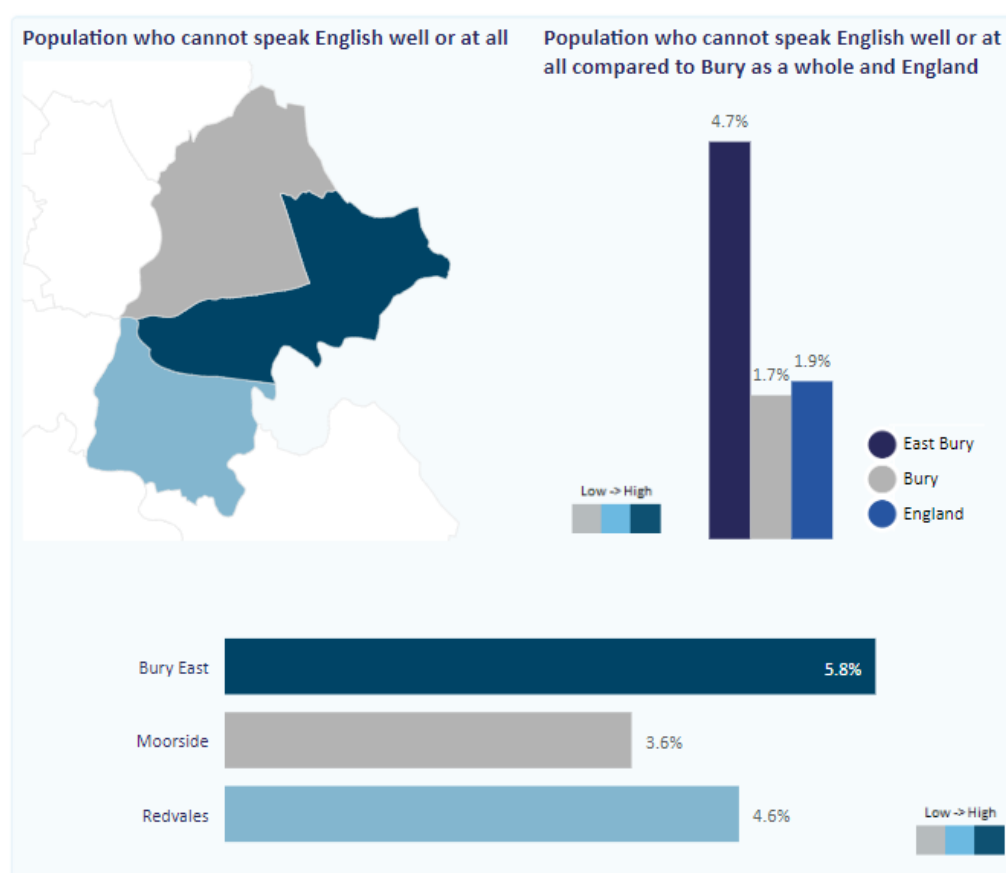 Population who cannot speak English well or at all
Population who cannot speak English well or at
all compared to Bury as a whole and England
4.7%
1.7%
1.9%
East Bury
Bury
England
Low -> High
Bury East
5.8%
Moorside
3.6%
Redvales
4.6%
Low -> High